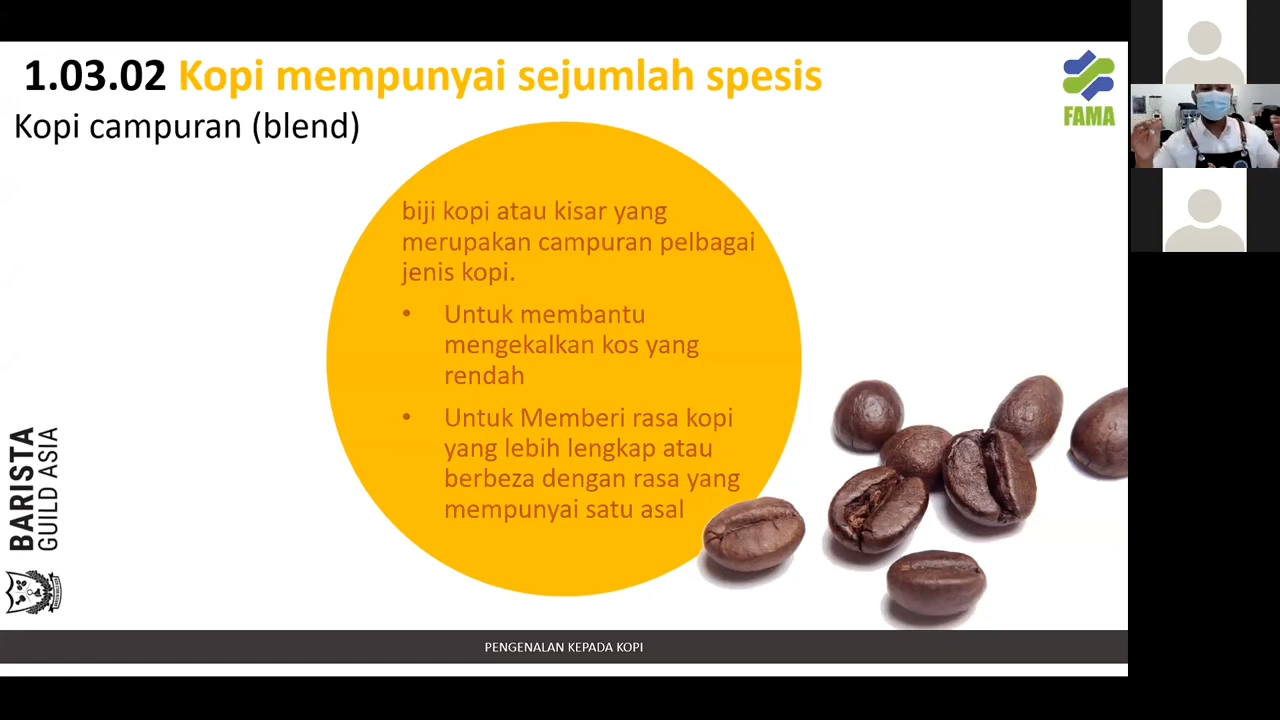 1.03.02 Kopi mempunyai sejumlah spesis
Kopi campuran (blend)
FAMA
biji kopi atau kisar yang
merupakan campuran pelbagai
jenis kopi.
• Untuk membantu
mengekalkan kos yang
rendah
• Untuk Memberi rasa kopi
yang lebih lengkap atau
berbeza dengan rasa yang
mempunyai satu asal
BARISTA
GUILD ASIA
PENGENALAN KEPADA KOPI